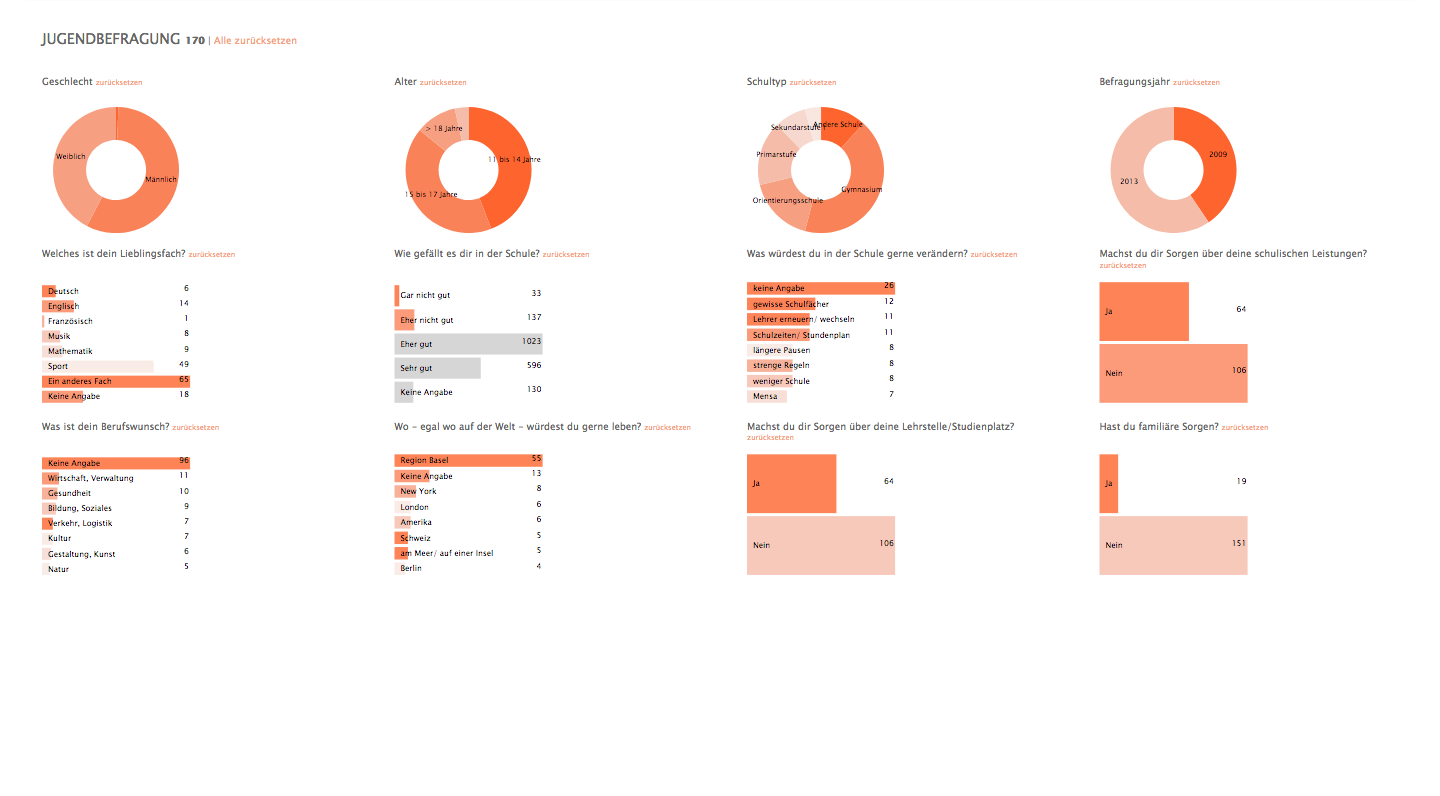 JUGENDBEFRAGUNG 170 | Alle zurücksetzen
Geschlecht zurücksetzen
Weiblich
Männlich
Alter zurücksetzen
> 18 Jahre
11 bis 14 Jahre
15 bis 17 Jahre
Schultyp zurücksetzen
Sekundarstufe I
Andere Schule
Primarstufe
Gymnasium
Orientierungsschule
Befragungsjahr zurücksetzen
2009
2013
Welches ist dein Lieblingsfach? zurücksetzen
Deutsch 6
Englisch 14
Französisch 1
Musik 8
Mathematik 9
Sport 49
Ein anderes Fach 65
Keine Angabe 18
Wie gefällt es dir in der Schule? zurücksetzen
Gar nicht gut 33
Eher nicht gut 137
Eher gut 1023
Sehr gut 596
Keine Angabe 130
Was würdest du in der Schule gerne verändern? zurücksetzen
keine Angabe 26
gewisse Schulfächer 12
Lehrer erneuern/ wechseln 11
Schulzeiten/ Stundenplan 11
längere Pausen 8
strenge Regeln 8
weniger Schule 8
Mensa 7
Machst du dir Sorgen über deine schulischen Leistungen?
zurücksetzen
Ja 64
Nein 106
Was ist dein Berufswunsch? zurücksetzen
Keine Angabe 96
Wirtschaft, Verwaltung 11
Gesundheit 10
Bildung, Soziales 9
Verkehr, Logistik 7
Kultur 7
Gestaltung, Kunst 6
Natur 5
Wo – egal wo auf der Welt – würdest du gerne leben? zurücksetzen
Region Basel 55
Keine Angabe 13
New York 8
London 6
Amerika 6
Schweiz 5
am Meer/ auf einer Insel 5
Berlin 4
Machst du dir Sorgen über deine Lehrstelle/Studienplatz?
zurücksetzen
Ja 64
Nein 106
Hast du familiäre Sorgen? zurücksetzen
Ja 19
Nein 151